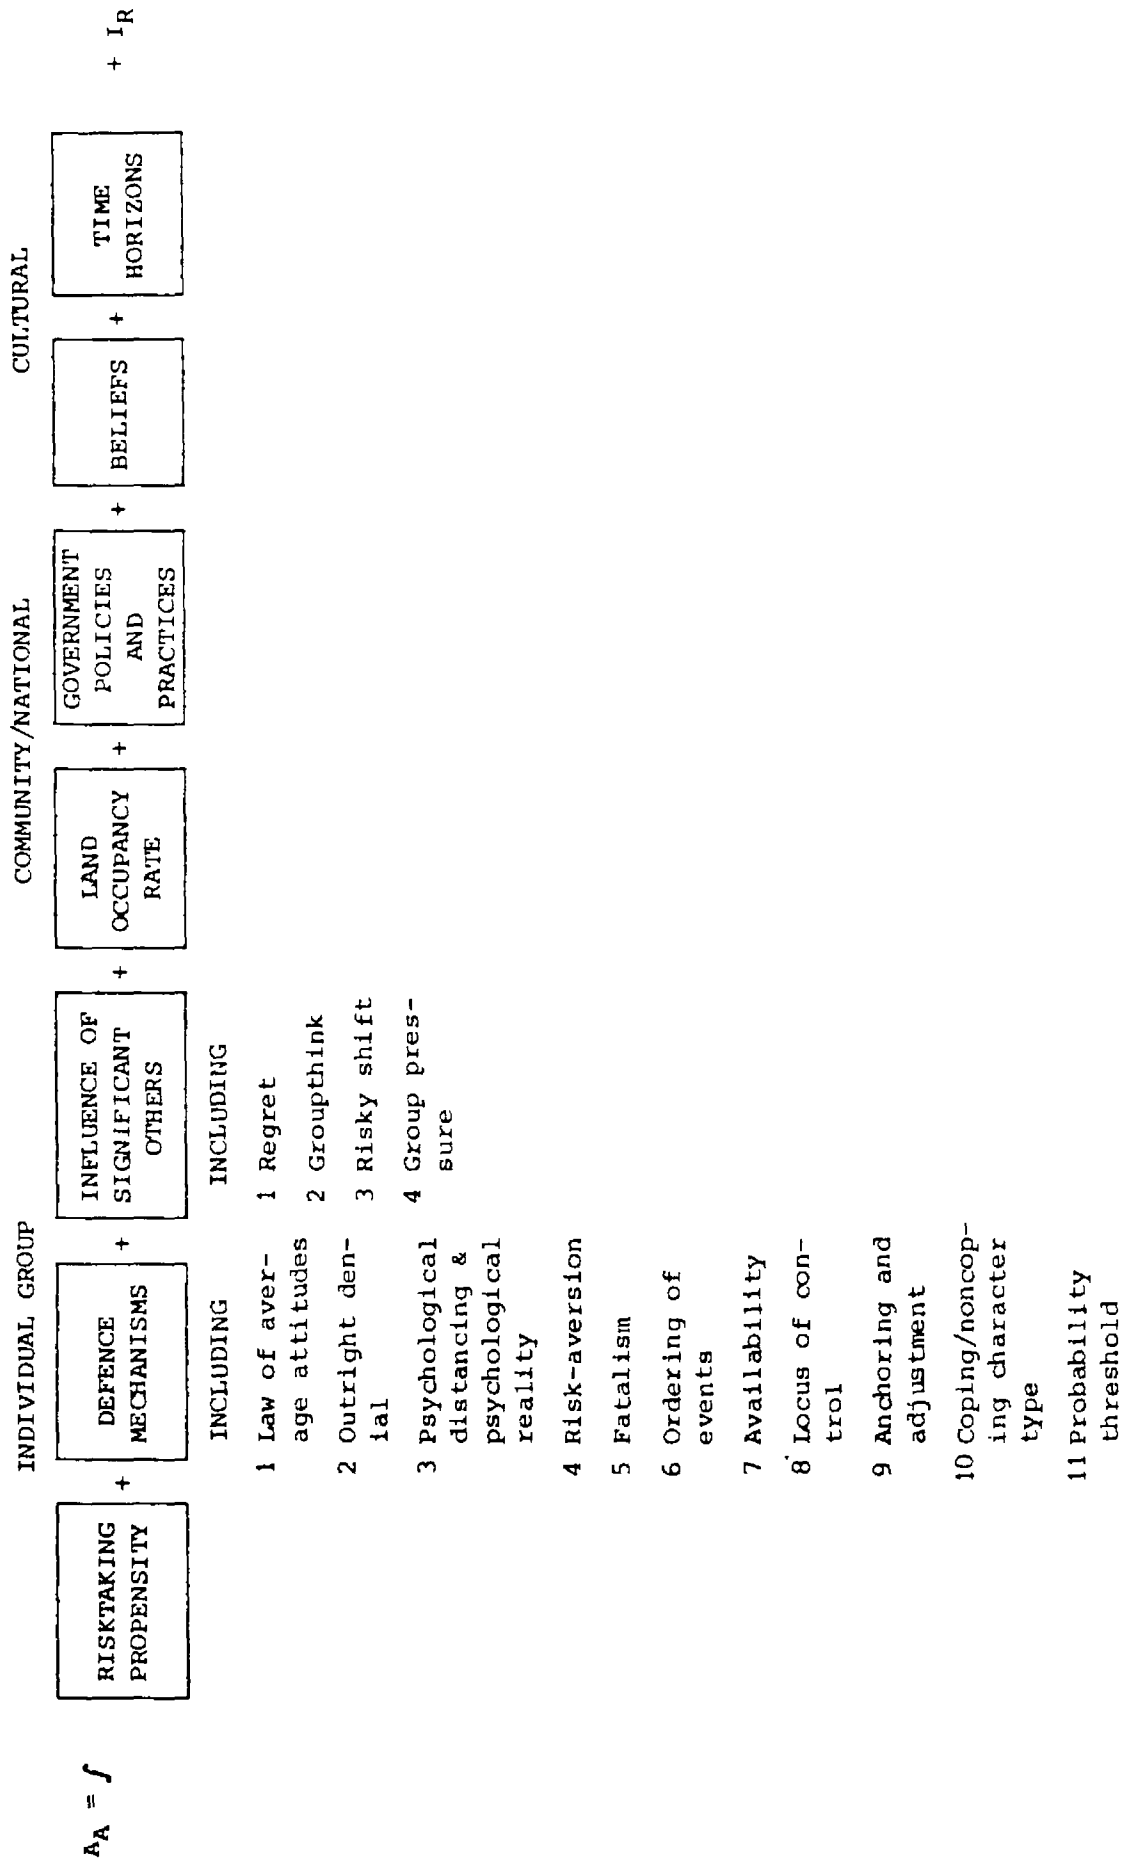 INDIVIDUAL GROUP
COMMUNITY/NATIONAL
CULTURAL
A_A = ∫
RISKTAKING
PROPENSITY
+
DEFENCE
MECHANISMS
+
INFLUENCE OF
SIGNIFICANT
OTHERS
+
LAND
OCCUPANCY
RATE
+
GOVERNMENT
POLICIES
AND
PRACTICES
+
BELIEFS
+
TIME
HORIZONS
+ I_R
INCLUDING
1 Law of aver-
age attitudes
2 Outright den-
ial
3 Psychological
distancing &
psychological
reality
4 Risk-aversion
5 Fatalism
6 Ordering of
events
7 Availability
8 Locus of con-
trol
9 Anchoring and
adjustment
10 Coping/noncop-
ing character
type
11 Probability
threshold
INCLUDING
1 Regret
2 Groupthink
3 Risky shift
4 Group pres-
sure